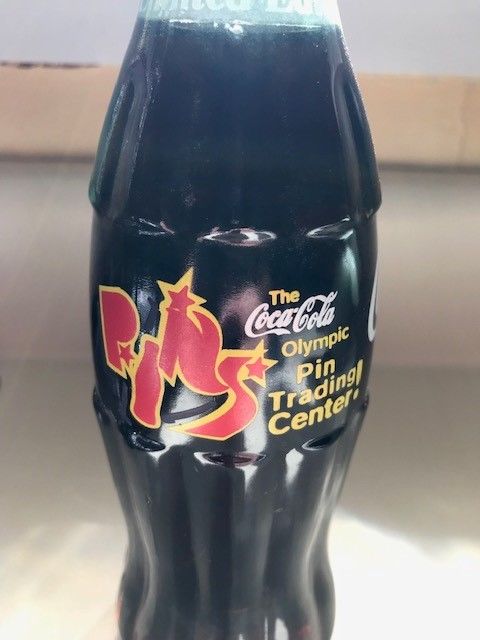 PINS
The
Coca-Cola
Olympic
Pin
Trading
Center!